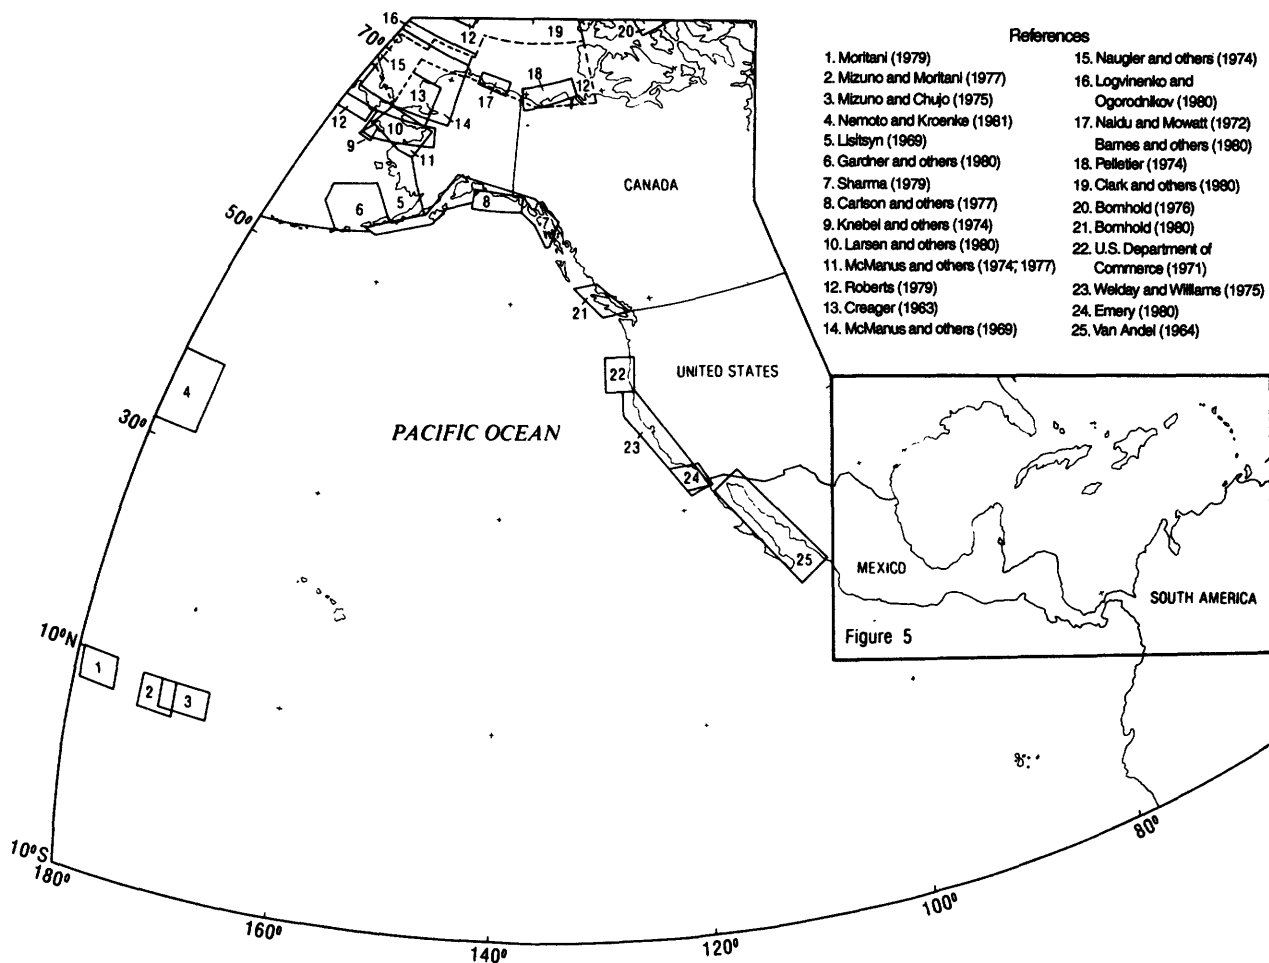 References
1. Moritani (1979)
2. Mizuno and Moritani (1977)
3. Mizuno and Chujo (1975)
4. Nemoto and Kroenke (1981)
5. Lisitsyn (1969)
6. Gardner and others (1980)
7. Sharma (1979)
8. Carlson and others (1977)
9. Knebel and others (1974)
10. Larsen and others (1980)
11. McManus and others (1974; 1977)
12. Roberts (1979)
13. Creager (1963)
14. McManus and others (1969)
15. Naugler and others (1974)
16. Logvinenko and
Ogorodnikov (1980)
17. Naidu and Mowatt (1972)
Barnes and others (1980)
18. Pelletier (1974)
19. Clark and others (1980)
20. Bornhold (1976)
21. Bornhold (1980)
22. U.S. Department of
Commerce (1971)
23. Welday and Williams (1975)
24. Emery (1980)
25. Van Andel (1964)
16
12
19
20
70°
15
13
17
18
12
12
14
10
9
11
CANADA
50°
6
5
8
7
21
22
UNITED STATES
4
30°
PACIFIC OCEAN
23
24
25
MEXICO
SOUTH AMERICA
Figure 5
10°N
1
2
3
10°S
180°
160°
140°
120°
100°
80°